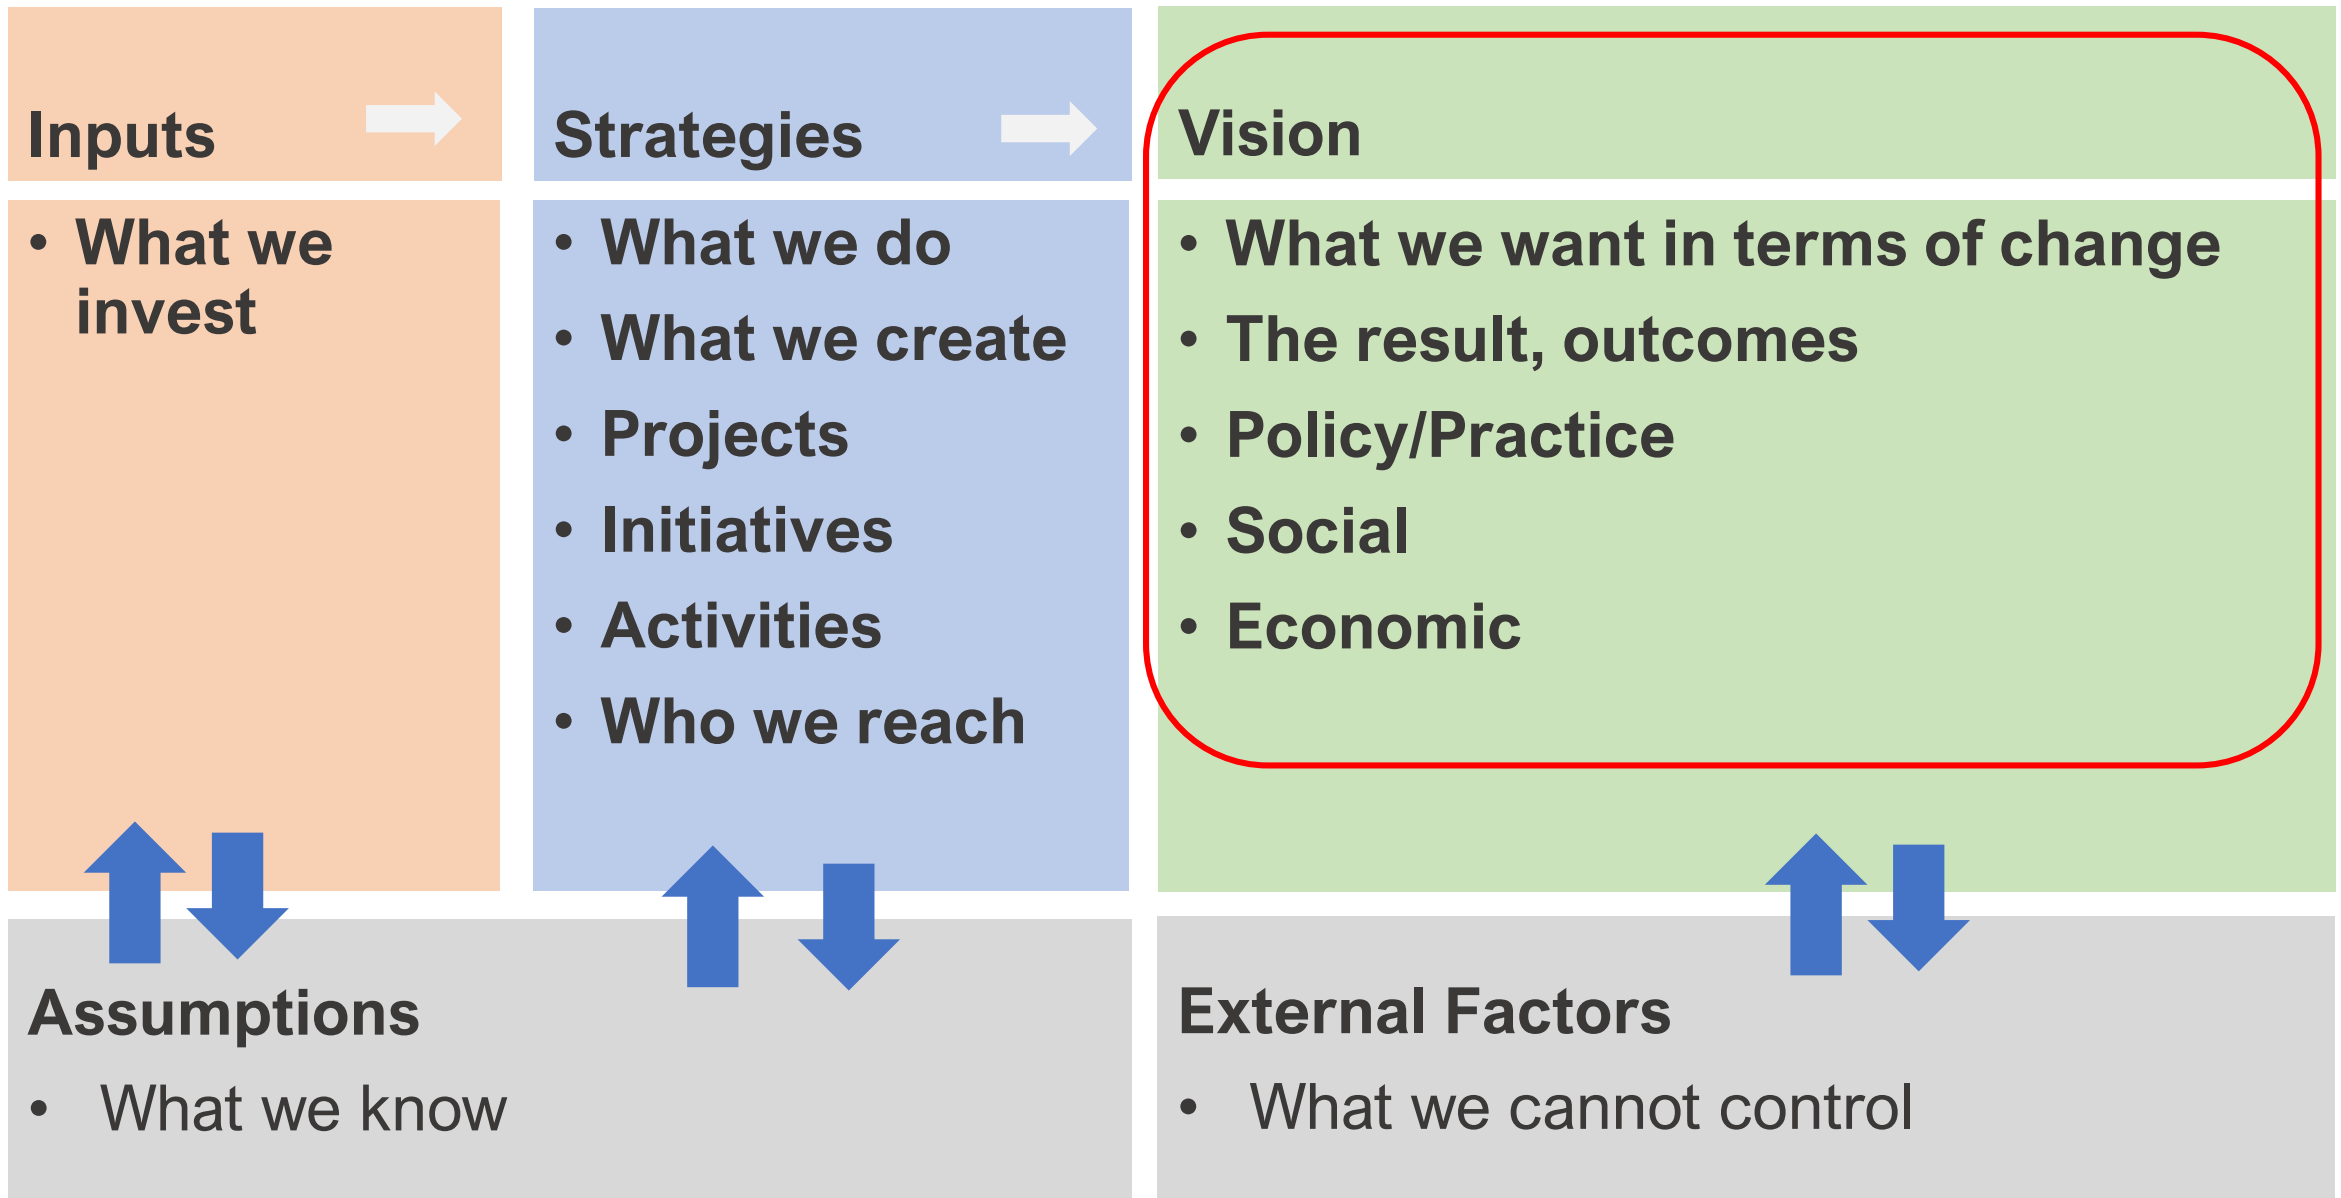 Inputs
• What we
invest
Strategies
• What we do
• What we create
• Projects
• Initiatives
• Activities
• Who we reach
Vision
• What we want in terms of change
• The result, outcomes
• Policy/Practice
• Social
• Economic
Assumptions
• What we know
External Factors
• What we cannot control